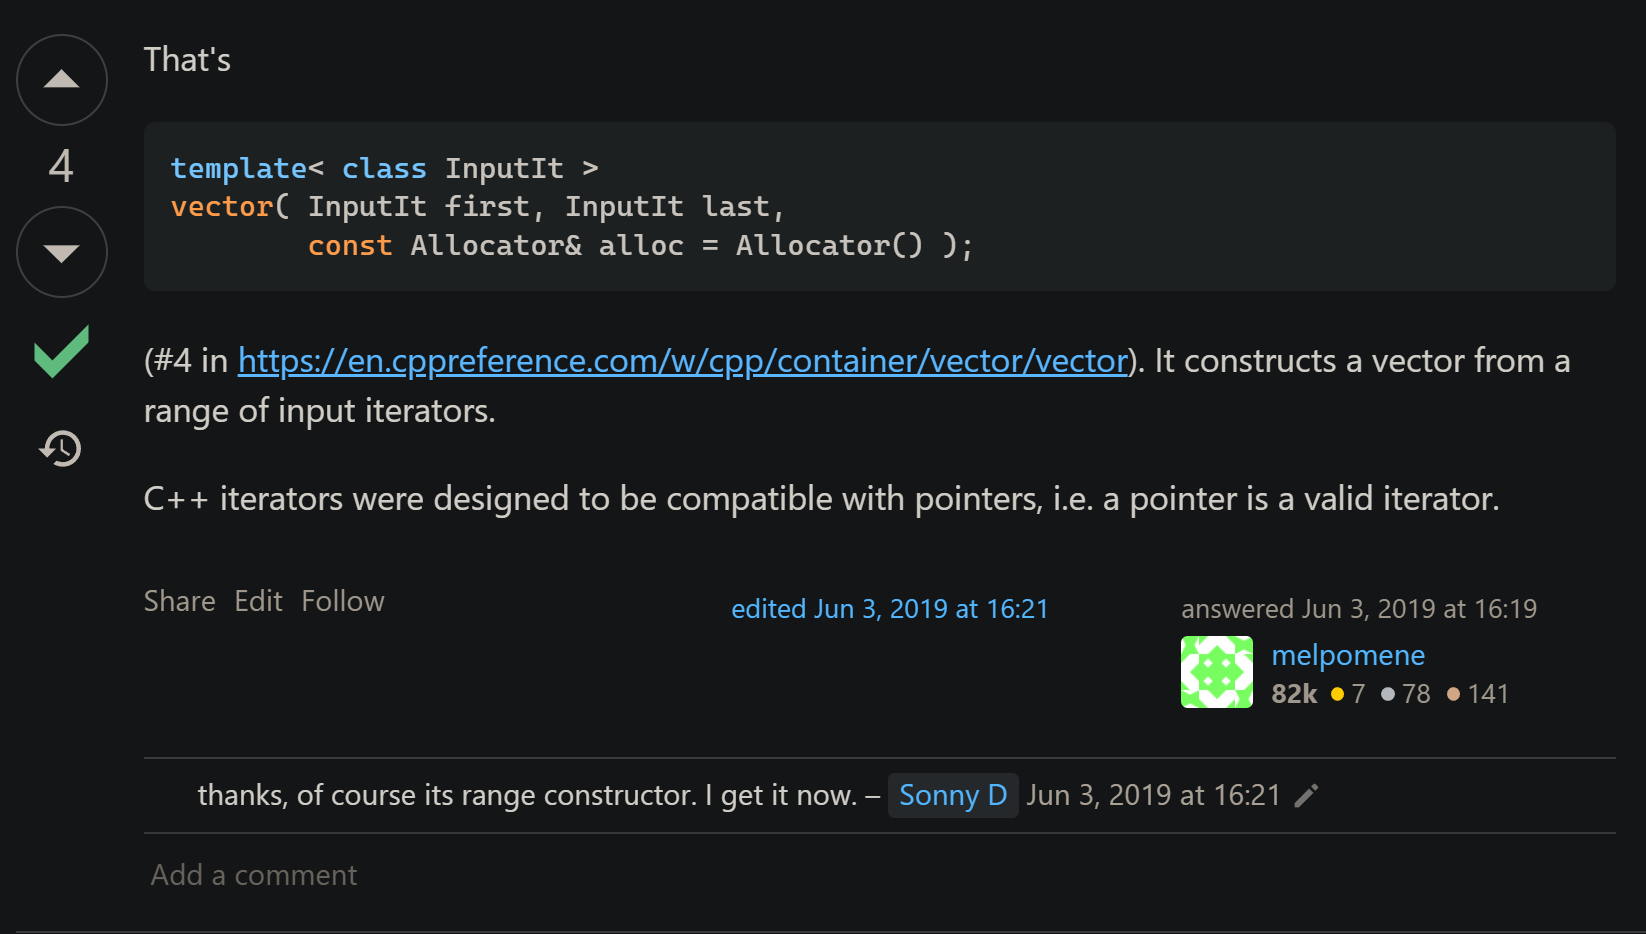 That's
4
template< class InputIt >
vector( InputIt first, InputIt last,
        const Allocator& alloc = Allocator() );
(#4 in https://en.cppreference.com/w/cpp/container/vector/vector). It constructs a vector from a
range of input iterators.
C++ iterators were designed to be compatible with pointers, i.e. a pointer is a valid iterator.
Share Edit Follow
edited Jun 3, 2019 at 16:21
answered Jun 3, 2019 at 16:19
melpomene
82k 7 78 141
thanks, of course its range constructor. I get it now. – Sonny D Jun 3, 2019 at 16:21
Add a comment